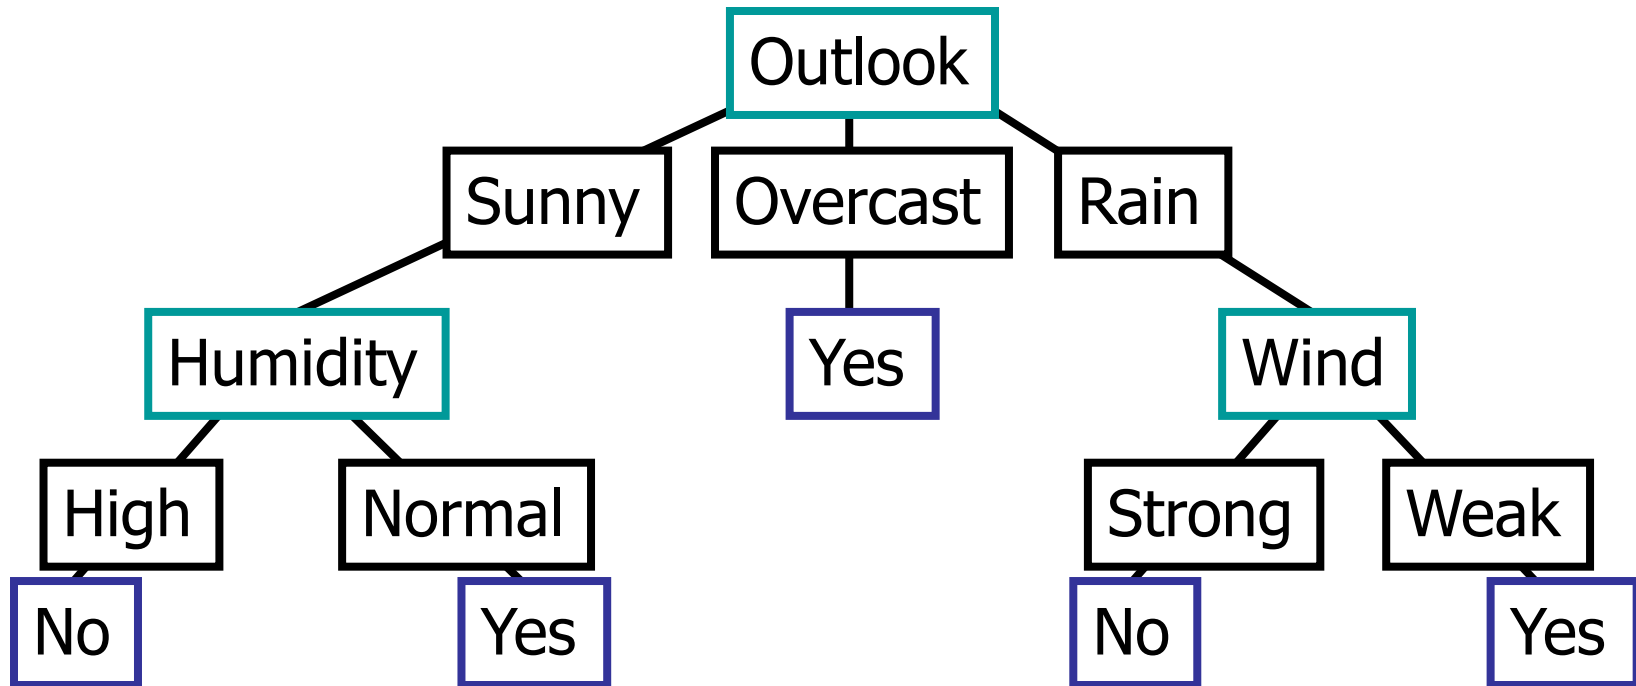 Outlook
Sunny
Overcast
Rain
Humidity
Yes
Wind
High
Normal
Strong
Weak
No
Yes
No
Yes